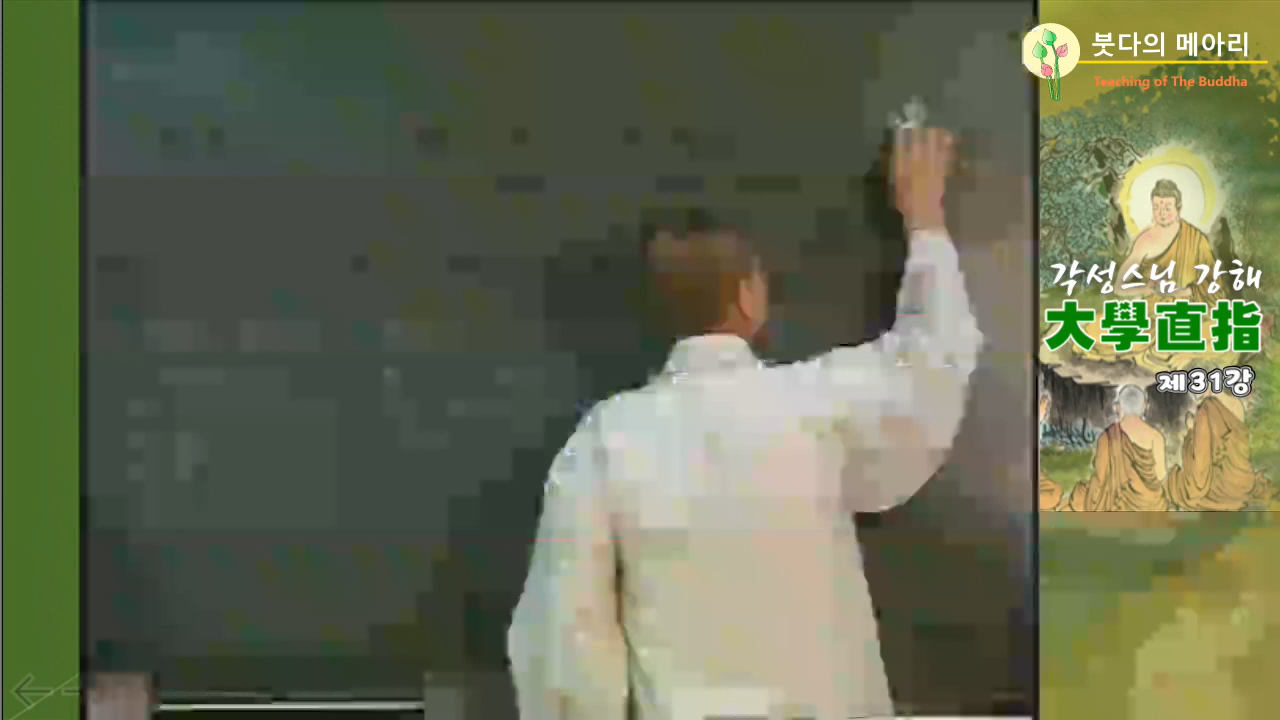 붓다의 메아리
Teaching of The Buddha
각성스님 강해
大學直指
제31강